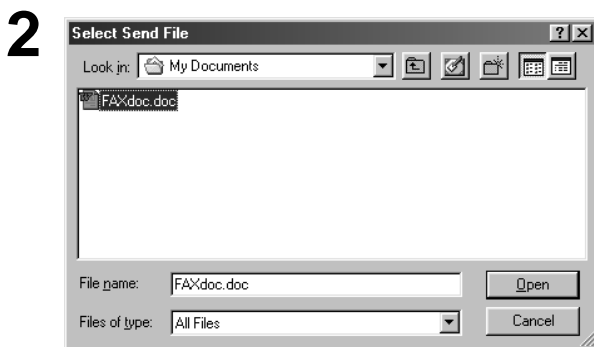 2
Select Send File
Look in: My Documents
FAXdoc.doc
File name: FAXdoc.doc Open
Files of type: All Files Cancel